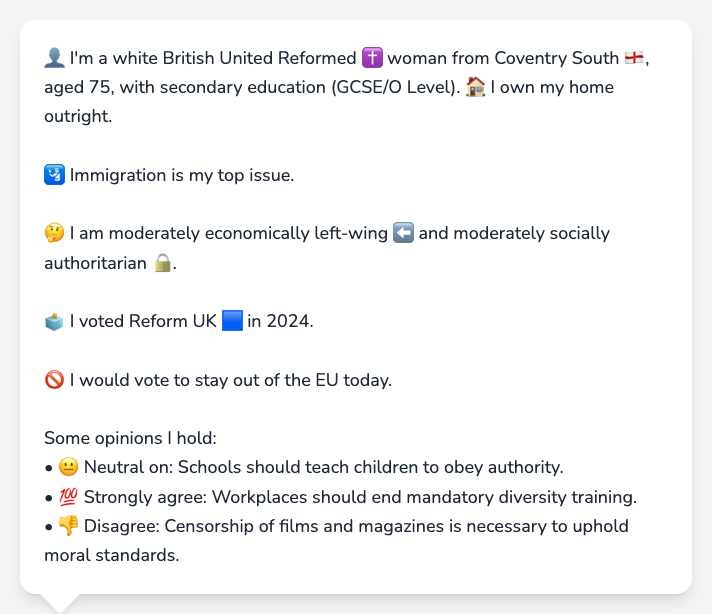 👤 I'm a white British United Reformed ✝️ woman from Coventry South 🏴󠁧󠁢󠁥󠁮󠁧󠁿,
aged 75, with secondary education (GCSE/O Level). 🏠 I own my home
outright.
🛂 Immigration is my top issue.
🤔 I am moderately economically left-wing ⬅️ and moderately socially
authoritarian 🔒.
🗳️ I voted Reform UK 🟦 in 2024.
🚫 I would vote to stay out of the EU today.
Some opinions I hold:
• 😐 Neutral on: Schools should teach children to obey authority.
• 💯 Strongly agree: Workplaces should end mandatory diversity training.
• 👎 Disagree: Censorship of films and magazines is necessary to uphold
moral standards.